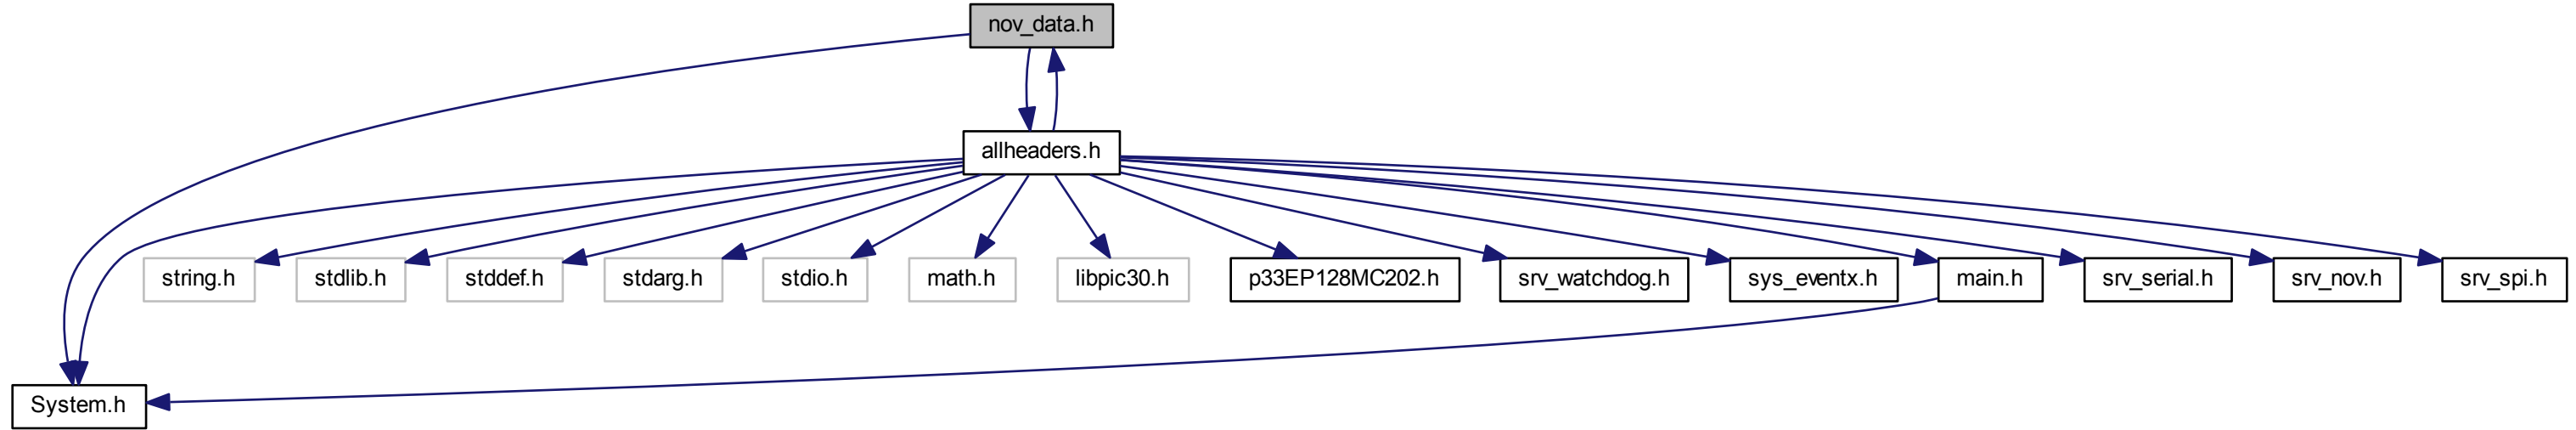 nov_data.h
allheaders.h
string.h
stdlib.h
stddef.h
stdarg.h
stdio.h
math.h
libpic30.h
p33EP128MC202.h
srv_watchdog.h
sys_eventx.h
main.h
srv_serial.h
srv_nov.h
srv_spi.h
System.h